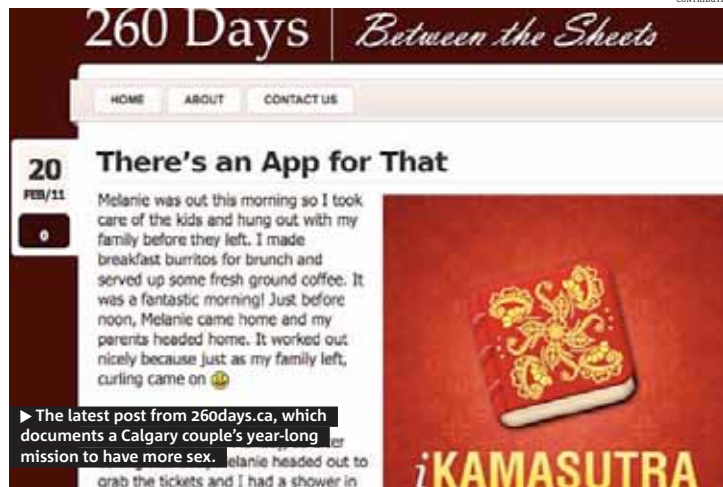 260 Days | Between the Sheets
HOME ABOUT CONTACT US
20
FEB/11
0
There's an App for That
Melanie was out this morning so I took
care of the kids and hung out with my
family before they left. I made
breakfast burritos for brunch and
served up some fresh ground coffee. It
was a fantastic morning! Just before
noon, Melanie came home and my
parents headed home. It worked out
nicely because just as my family left,
curling came on
▶ The latest post from 260days.ca, which
documents a Calgary couple's year-long
mission to have more sex.
headed out to
grab the tickets and I had a shower in
iKAMASUTRA